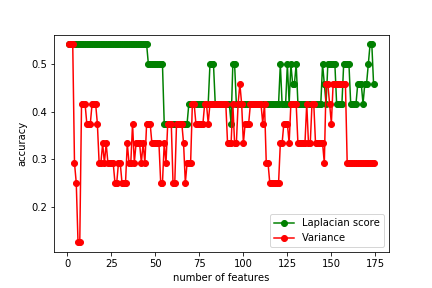 0.5
0.4
0.3
0.2
accuracy
0 25 50 75 100 125 150 175
number of features
Laplacian score
Variance